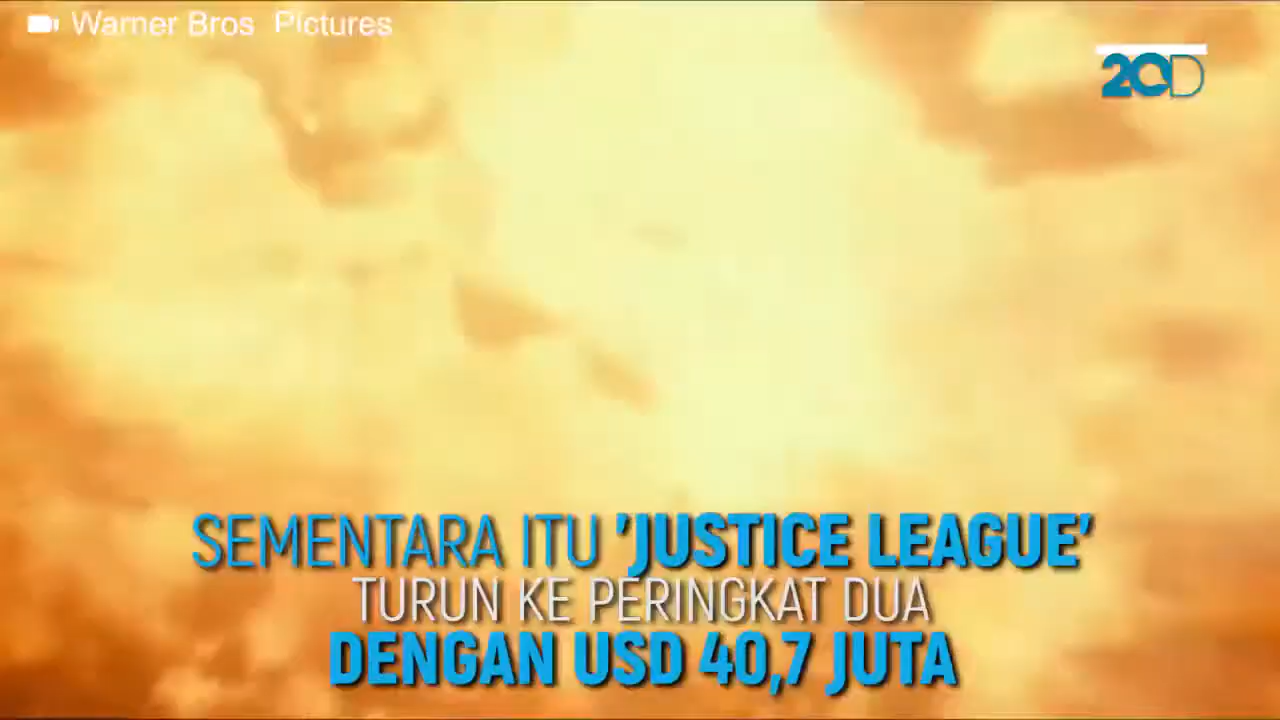 Warner Bros Pictures
20D
SEMENTARA ITU 'JUSTICE LEAGUE'
TURUN KE PERINGKAT DUA
DENGAN USD 40,7 JUTA